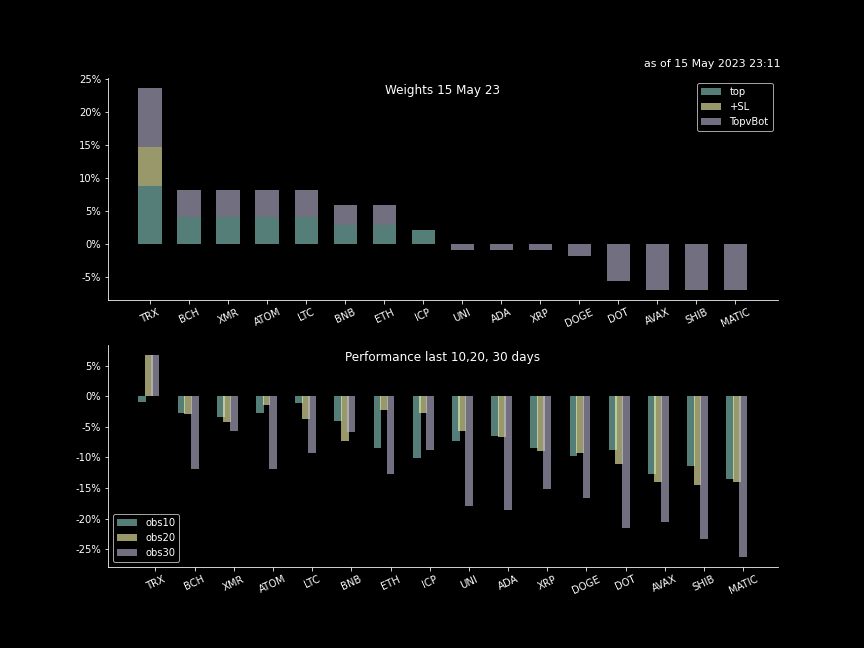 as of 15 May 2023 23:11
Weights 15 May 23
25%
20%
15%
10%
5%
0%
-5%
top
+SL
TopvBot
TRX BCH XMR ATOM LTC BNB ETH ICP UNI ADA XRP DOGE DOT AVAX SHIB MATIC
Performance last 10,20, 30 days
5%
0%
-5%
-10%
-15%
-20%
-25%
obs10
obs20
obs30
TRX BCH XMR ATOM LTC BNB ETH ICP UNI ADA XRP DOGE DOT AVAX SHIB MATIC